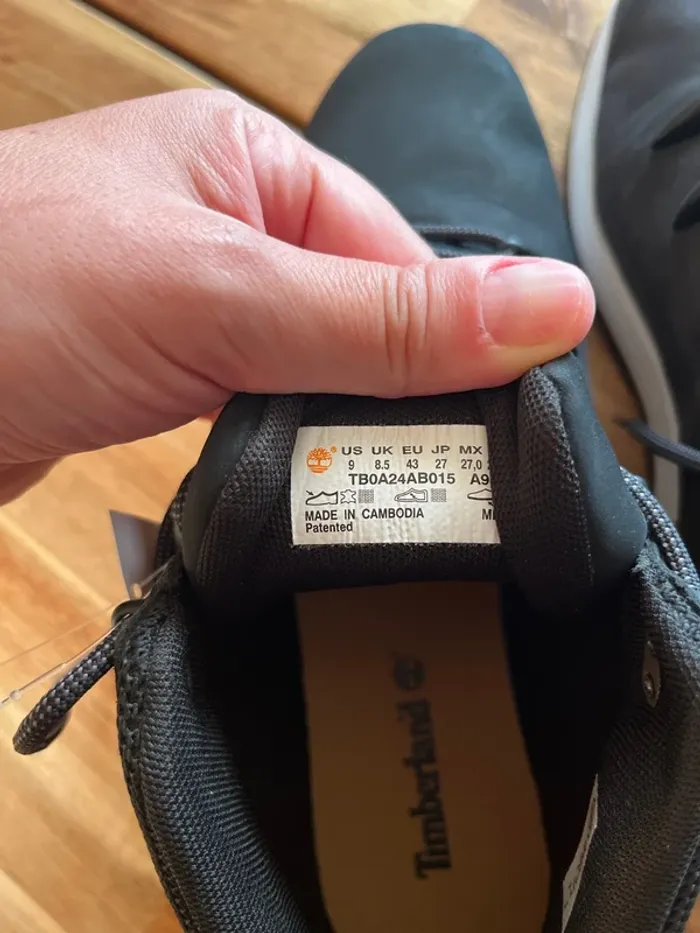 US UK EU JP MX
9 8.5 43 27 27,0
TB0A24AB015 A9
MADE IN CAMBODIA
Patented
Timberland